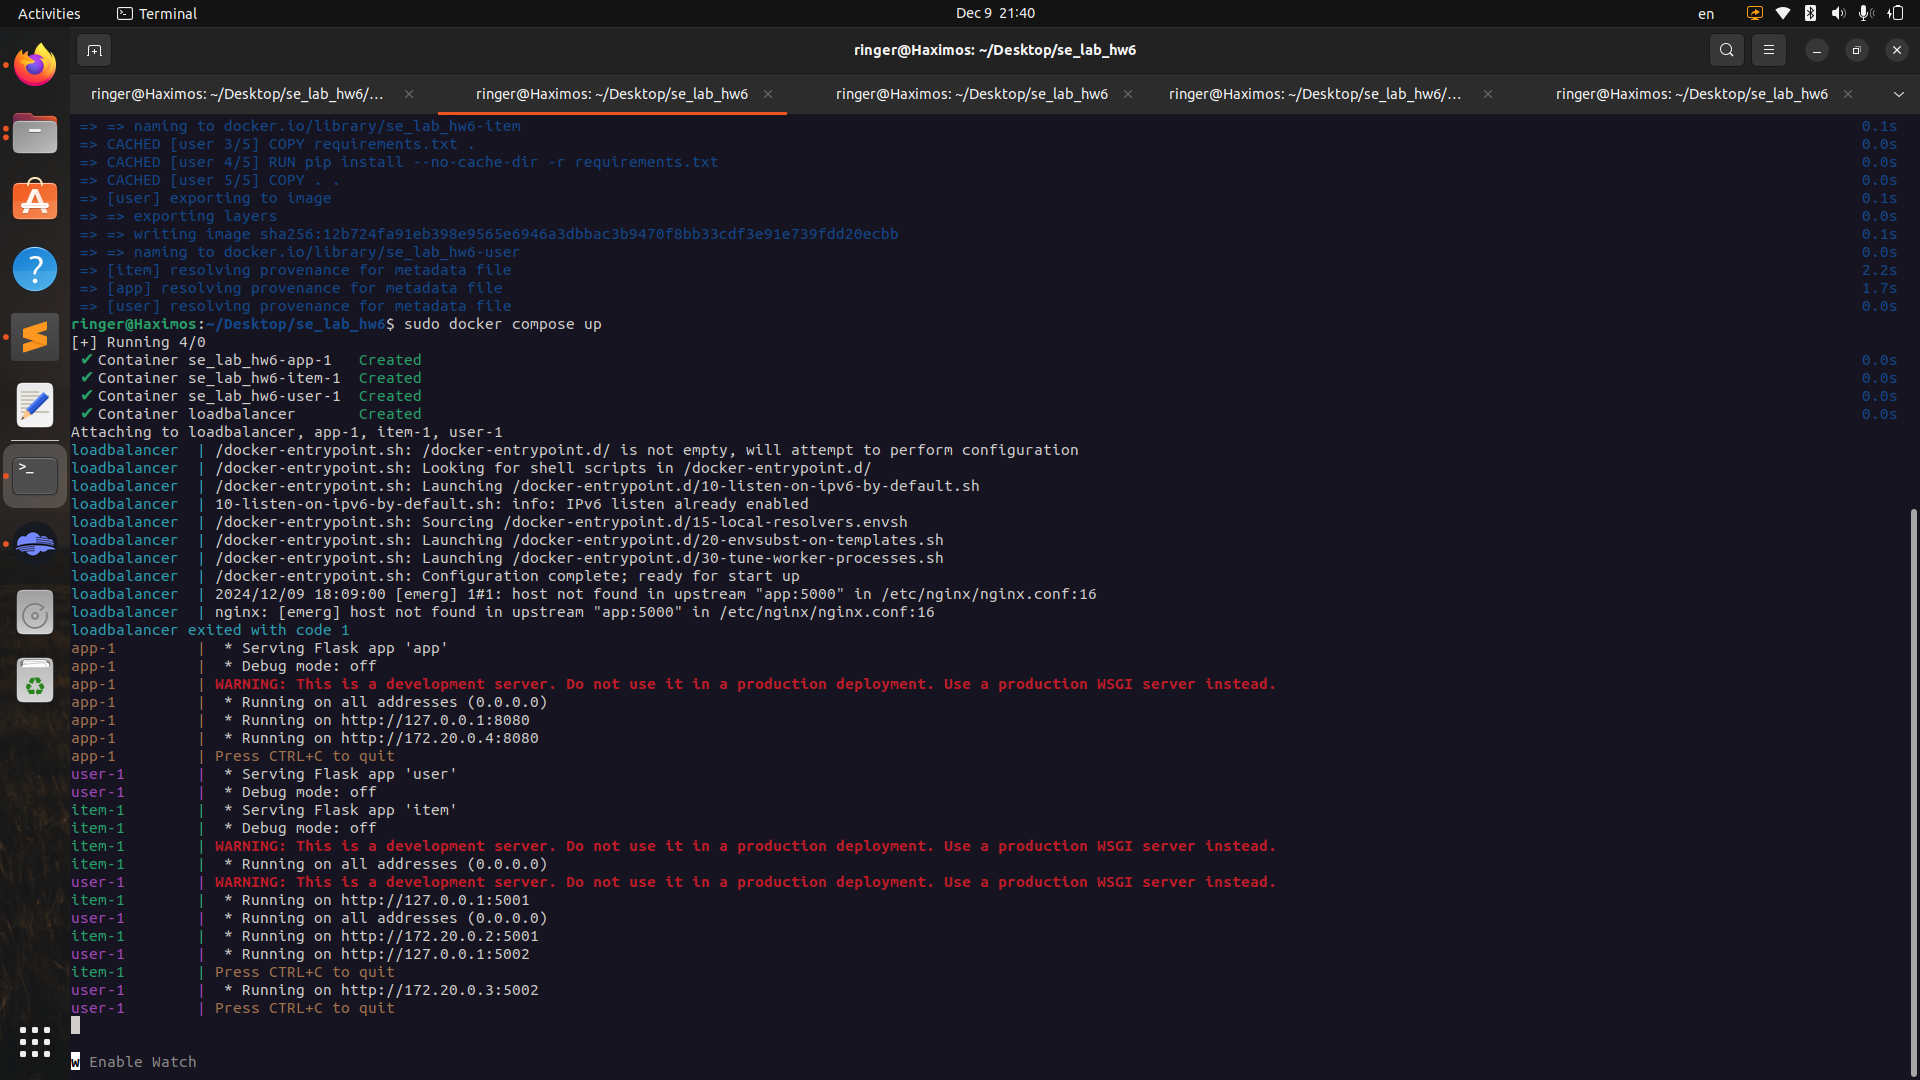 Activities
Terminal
Dec 9 21:40
en
ringer@Haximos: ~/Desktop/se_lab_hw6
ringer@Haximos: ~/Desktop/se_lab_hw6/...
ringer@Haximos: ~/Desktop/se_lab_hw6
ringer@Haximos: ~/Desktop/se_lab_hw6
ringer@Haximos: ~/Desktop/se_lab_hw6/...
ringer@Haximos: ~/Desktop/se_lab_hw6
=> => naming to docker.io/library/se_lab_hw6-item 0.1s
=> CACHED [user 3/5] COPY requirements.txt . 0.0s
=> CACHED [user 4/5] RUN pip install --no-cache-dir -r requirements.txt 0.0s
=> CACHED [user 5/5] COPY . . 0.0s
=> [user] exporting to image 0.1s
=> => exporting layers 0.0s
=> => writing image sha256:12b724fa91eb398e9565e6946a3dbbac3b9470f8bb33cdf3e91e739fdd20ecbb 0.1s
=> => naming to docker.io/library/se_lab_hw6-user 0.0s
=> [item] resolving provenance for metadata file 2.2s
=> [app] resolving provenance for metadata file 1.7s
=> [user] resolving provenance for metadata file 0.0s
ringer@Haximos:~/Desktop/se_lab_hw6$ sudo docker compose up
[+] Running 4/0
✔ Container se_lab_hw6-app-1 Created 0.0s
✔ Container se_lab_hw6-item-1 Created 0.0s
✔ Container se_lab_hw6-user-1 Created 0.0s
✔ Container loadbalancer Created 0.0s
Attaching to loadbalancer, app-1, item-1, user-1
loadbalancer | /docker-entrypoint.sh: /docker-entrypoint.d/ is not empty, will attempt to perform configuration
loadbalancer | /docker-entrypoint.sh: Looking for shell scripts in /docker-entrypoint.d/
loadbalancer | /docker-entrypoint.sh: Launching /docker-entrypoint.d/10-listen-on-ipv6-by-default.sh
loadbalancer | 10-listen-on-ipv6-by-default.sh: info: IPv6 listen already enabled
loadbalancer | /docker-entrypoint.sh: Sourcing /docker-entrypoint.d/15-local-resolvers.envsh
loadbalancer | /docker-entrypoint.sh: Launching /docker-entrypoint.d/20-envsubst-on-templates.sh
loadbalancer | /docker-entrypoint.sh: Launching /docker-entrypoint.d/30-tune-worker-processes.sh
loadbalancer | /docker-entrypoint.sh: Configuration complete; ready for start up
loadbalancer | 2024/12/09 18:09:00 [emerg] 1#1: host not found in upstream "app:5000" in /etc/nginx/nginx.conf:16
loadbalancer | nginx: [emerg] host not found in upstream "app:5000" in /etc/nginx/nginx.conf:16
loadbalancer exited with code 1
app-1 | * Serving Flask app 'app'
app-1 | * Debug mode: off
app-1 | WARNING: This is a development server. Do not use it in a production deployment. Use a production WSGI server instead.
app-1 | * Running on all addresses (0.0.0.0)
app-1 | * Running on http://127.0.0.1:8080
app-1 | * Running on http://172.20.0.4:8080
app-1 | Press CTRL+C to quit
user-1 | * Serving Flask app 'user'
user-1 | * Debug mode: off
item-1 | * Serving Flask app 'item'
item-1 | * Debug mode: off
item-1 | WARNING: This is a development server. Do not use it in a production deployment. Use a production WSGI server instead.
item-1 | * Running on all addresses (0.0.0.0)
user-1 | WARNING: This is a development server. Do not use it in a production deployment. Use a production WSGI server instead.
item-1 | * Running on http://127.0.0.1:5001
user-1 | * Running on all addresses (0.0.0.0)
item-1 | * Running on http://172.20.0.2:5001
user-1 | * Running on http://127.0.0.1:5002
item-1 | Press CTRL+C to quit
user-1 | * Running on http://172.20.0.3:5002
user-1 | Press CTRL+C to quit
w Enable Watch